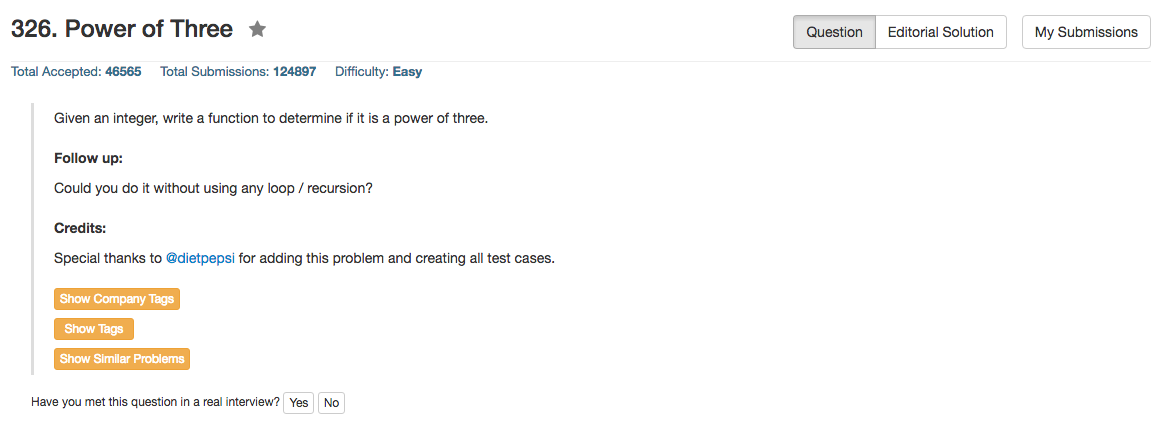 326. Power of Three
Question Editorial Solution My Submissions
Total Accepted: 46565 Total Submissions: 124897 Difficulty: Easy
Given an integer, write a function to determine if it is a power of three.
Follow up:
Could you do it without using any loop / recursion?
Credits:
Special thanks to @dietpepsi for adding this problem and creating all test cases.
Show Company Tags
Show Tags
Show Similar Problems
Have you met this question in a real interview? Yes No